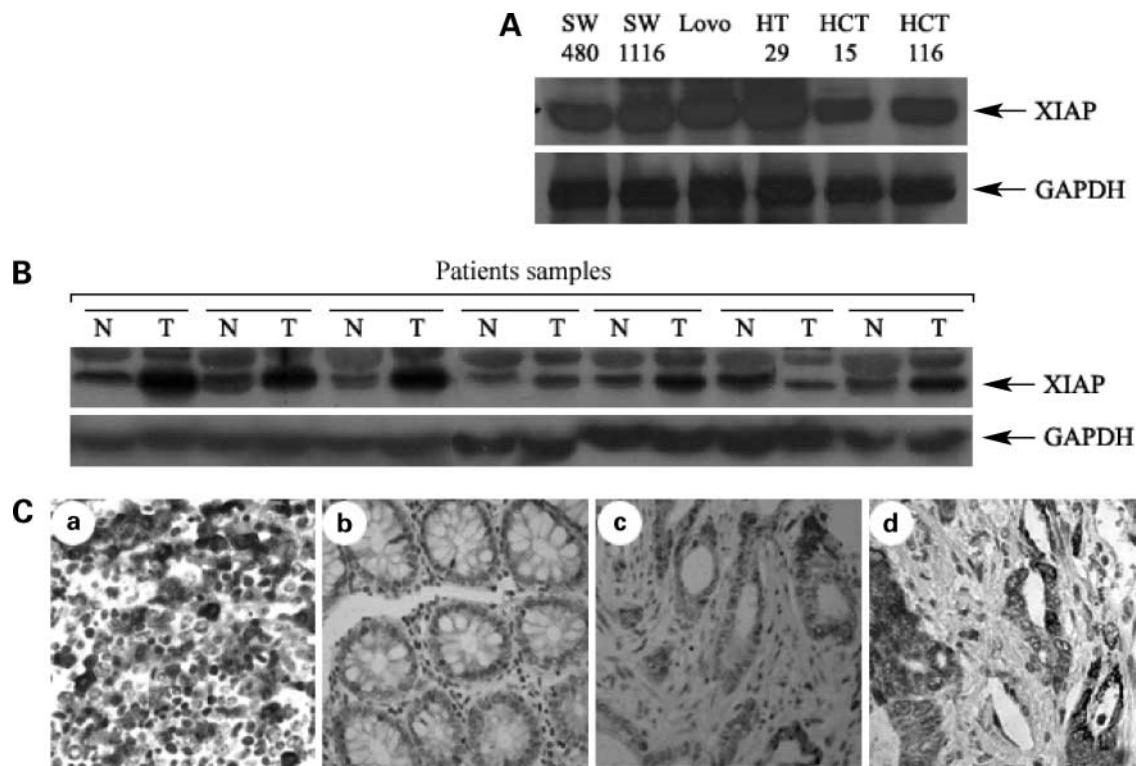 A
SW SW Lovo HT HCT HCT
480 1116 29 15 116
XIAP
GAPDH
B
Patients samples
N T N T N T N T N T N T N T
XIAP
GAPDH
C
a b c d